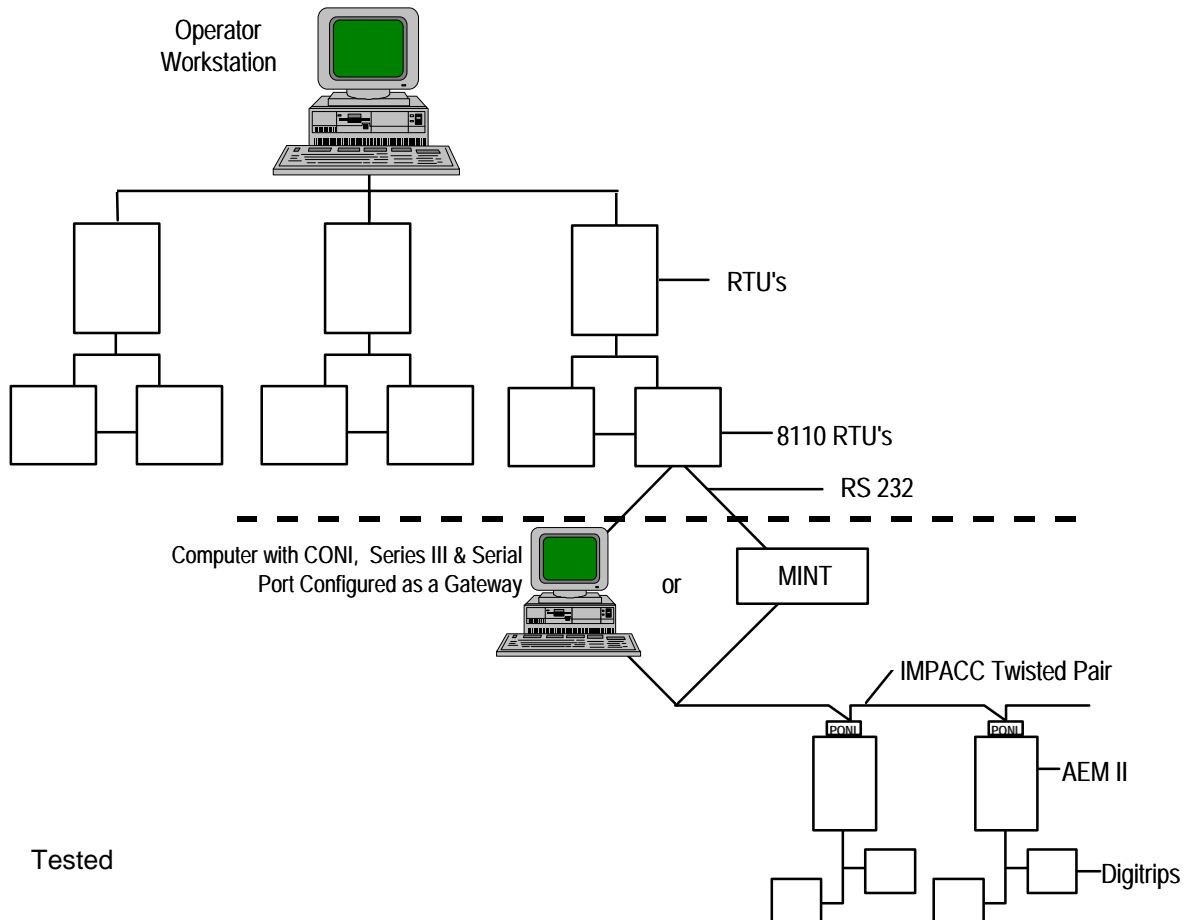 Operator
Workstation
RTU's
8110 RTU's
RS 232
Computer with CONI, Series III & Serial
Port Configured as a Gateway
or
MINT
IMPACC Twisted Pair
PONI
PONI
AEM II
Tested
Digitrips